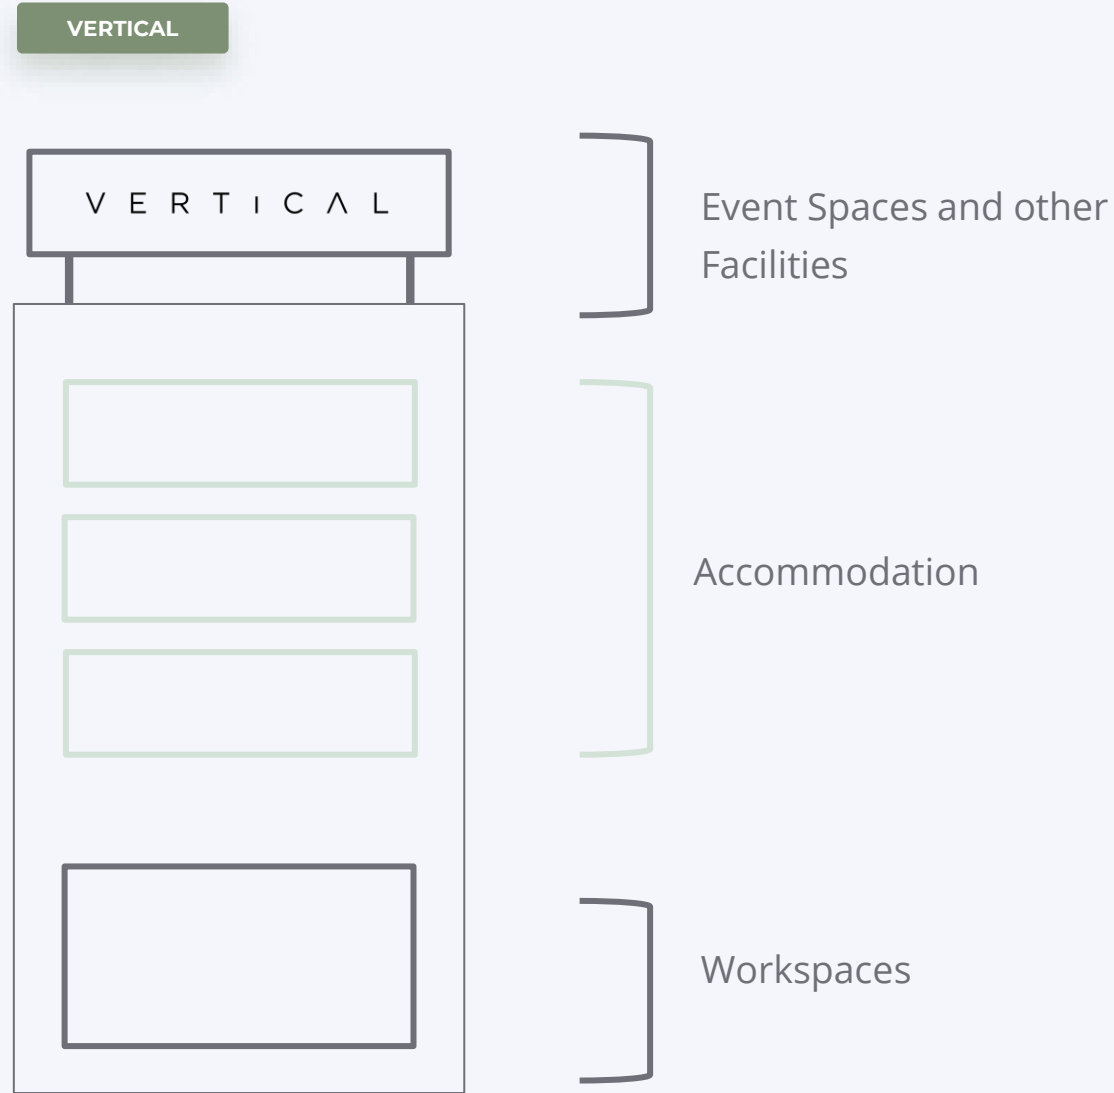 VERTICAL
VERTICAL
Event Spaces and other
Facilities
Accommodation
Workspaces